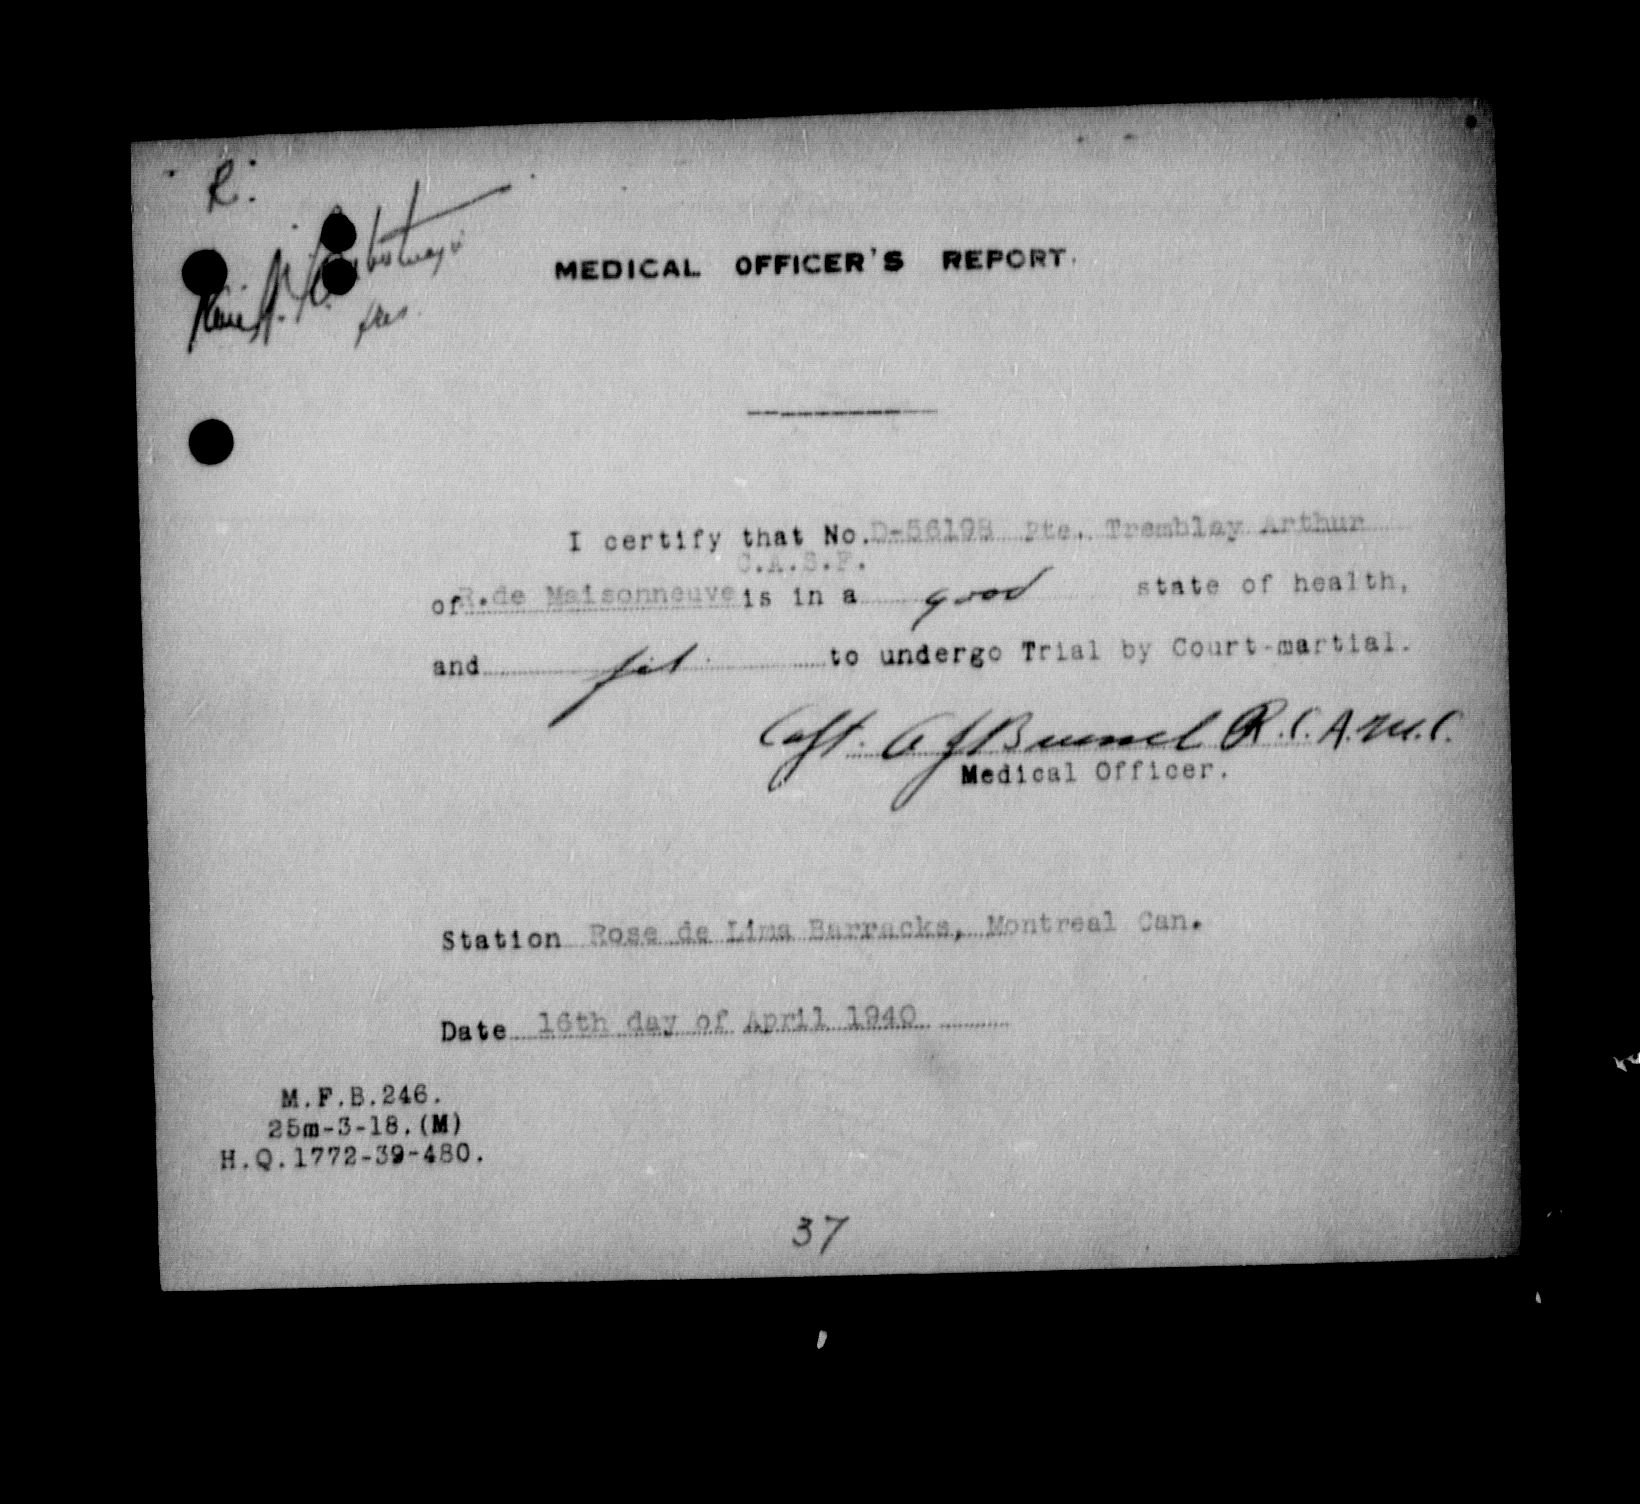 R.
MEDICAL OFFICER'S REPORT.
I certify that No. D-56198 Pte. Tremblay Arthur
C.A.S.F.
of R.de Maisonneuve is in a good state of health,
and fit to undergo Trial by Court-martial.
Capt. A J R.C.A.M.C.
Medical Officer.
Station Rose de Lima Barracks, Montreal Can.
Date 16th day of April 1940
M.F.B.246.
25m-3-18.(M)
H.Q.1772-39-480.
37